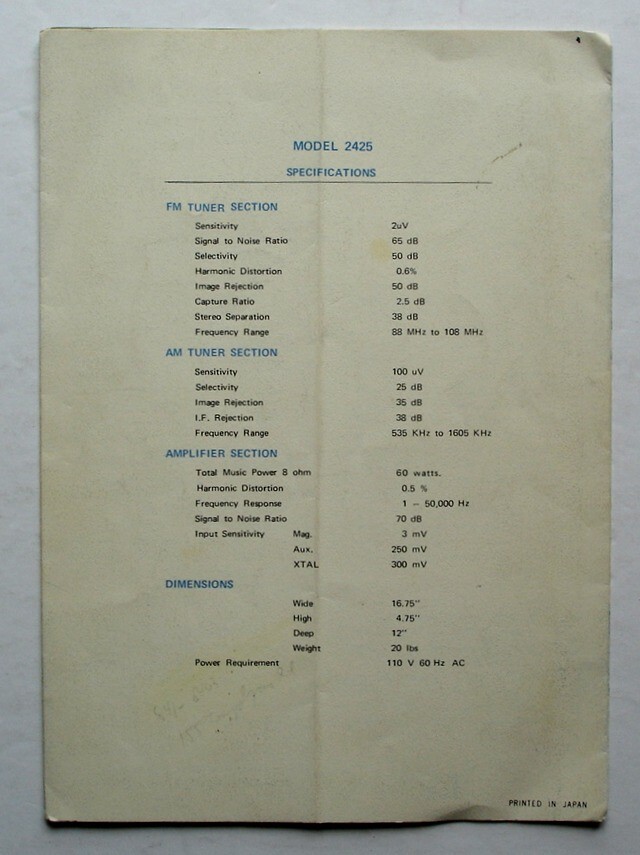 MODEL 2425
SPECIFICATIONS
FM TUNER SECTION
Sensitivity 2uV
Signal to Noise Ratio 65 dB
Selectivity 50 dB
Harmonic Distortion 0.6%
Image Rejection 50 dB
Capture Ratio 2.5 dB
Stereo Separation 38 dB
Frequency Range 88 MHz to 108 MHz
AM TUNER SECTION
Sensitivity 100 uV
Selectivity 25 dB
Image Rejection 35 dB
I.F. Rejection 38 dB
Frequency Range 535 KHz to 1605 KHz
AMPLIFIER SECTION
Total Music Power 8 ohm 60 watts.
Harmonic Distortion 0.5 %
Frequency Response 1 – 50,000 Hz
Signal to Noise Ratio 70 dB
Input Sensitivity Mag. 3 mV
Aux. 250 mV
XTAL 300 mV
DIMENSIONS
Wide 16.75"
High 4.75"
Deep 12"
Weight 20 lbs
Power Requirement 110 V 60 Hz AC
PRINTED IN JAPAN